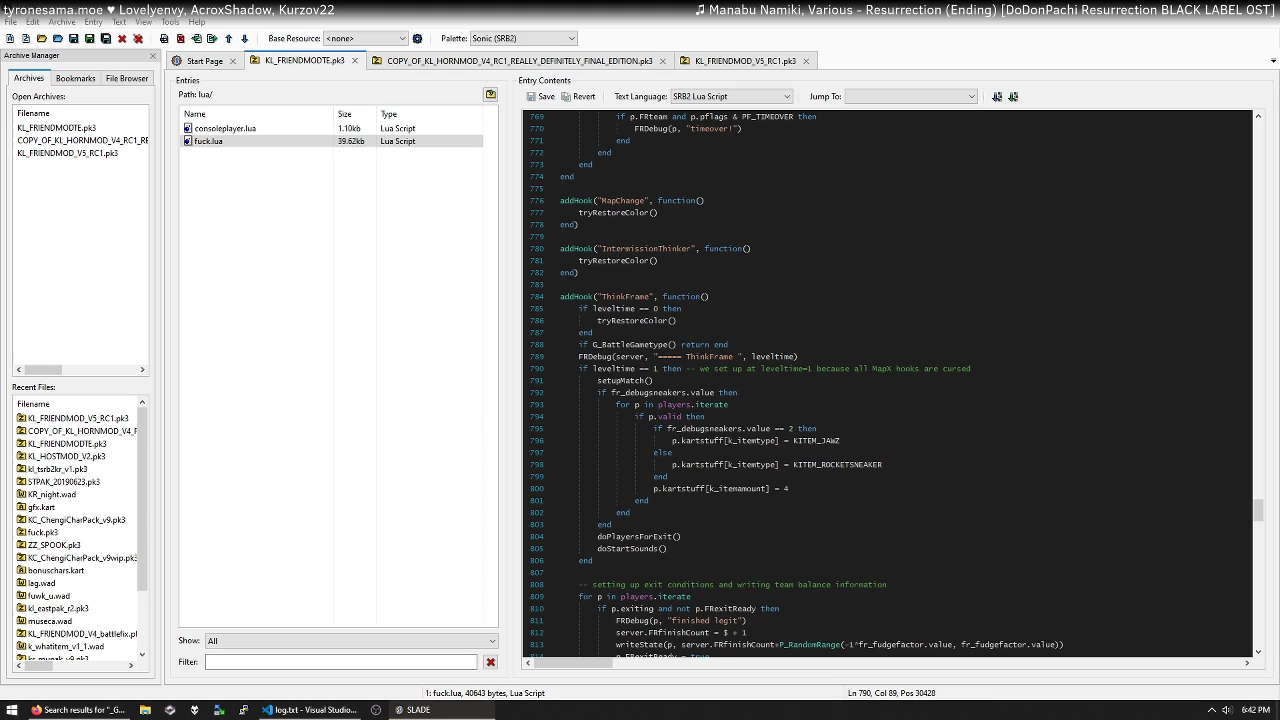 tyronesama.moe ♥ Lovelyenvy, AcroxShadow, Kurzov22
♫ Manabu Namiki, Various - Resurrection (Ending) [DoDonPachi Resurrection BLACK LABEL OST]
File Edit Archive Entry Text View Tools Help
Base Resource: <none>
Palette: Sonic (SRB2)
Archive Manager
Start Page
KL_FRIENDMODTE.pk3
COPY_OF_KL_HORNMOD_V4_RC1_REALLY_DEFINITELY_FINAL_EDITION.pk3
KL_FRIENDMOD_V5_RC1.pk3
Archives Bookmarks File Browser
Open Archives:
Filename
KL_FRIENDMODTE.pk3
COPY_OF_KL_HORNMOD_V4_RC1_RE
KL_FRIENDMOD_V5_RC1.pk3
Recent Files:
Filename
KL_FRIENDMOD_V5_RC1.pk3
COPY_OF_KL_HORNMOD_V4_F
KL_FRIENDMODTE.pk3
KL_HOSTMOD_V2.pk3
kl_tsrb2kr_v1.pk3
STPAK_20190623.pk3
KR_night.wad
gfx.kart
KC_ChengiCharPack_v9.pk3
fuck.pk3
ZZ_SPOOK.pk3
KC_ChengiCharPack_v9wip.pk3
bonuschars.kart
lag.wad
fuwk_u.wad
kl_eastpak_r2.pk3
museca.wad
KL_FRIENDMOD_V4_battlefix.pk
k_whatitem_v1_1.wad
Entries
Path: lua/
Name Size Type
consoleplayer.lua 1.10kb Lua Script
fuck.lua 39.62kb Lua Script
Show: All
Filter:
Entry Contents
Save Revert Text Language: SRB2 Lua Script Jump To:
769 if p.FRteam and p.pflags & PF_TIMEOVER then
770 FRDebug(p, "timeover!")
771 end
772 end
773 end
774 end
775
776 addHook("MapChange", function()
777 tryRestoreColor()
778 end)
779
780 addHook("IntermissionThinker", function()
781 tryRestoreColor()
782 end)
783
784 addHook("ThinkFrame", function()
785 if leveltime == 0 then
786 tryRestoreColor()
787 end
788 if G_BattleGametype() return end
789 FRDebug(server, "===== ThinkFrame ", leveltime)
790 if leveltime == 1 then -- we set up at leveltime=1 because all MapX hooks are cursed
791 setupMatch()
792 if fr_debugsneakers.value then
793 for p in players.iterate
794 if p.valid then
795 if fr_debugsneakers.value == 2 then
796 p.kartstuff[k_itemtype] = KITEM_JAWZ
797 else
798 p.kartstuff[k_itemtype] = KITEM_ROCKETSNEAKER
799 end
800 p.kartstuff[k_itemamount] = 4
801 end
802 end
803 end
804 doPlayersForExit()
805 doStartSounds()
806 end
807
808 -- setting up exit conditions and writing team balance information
809 for p in players.iterate
810 if p.exiting and not p.FRexitReady then
811 FRDebug(p, "finished legit")
812 server.FRfinishCount = $ + 1
813 writeState(p, server.FRfinishCount+P_RandomRange(-1*fr_fudgefactor.value, fr_fudgefactor.value))
814 p.FRexitReady = true
1: fuck.lua, 40643 bytes, Lua Script
Ln 790, Col 89, Pos 30428
Search results for "_G...
log.txt - Visual Studio...
SLADE
6:42 PM